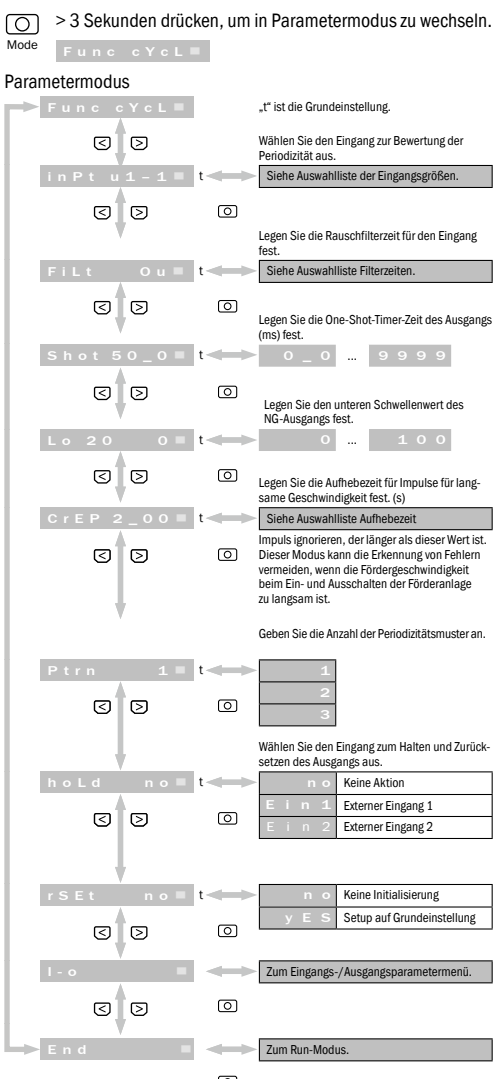 > 3 Sekunden drücken, um in Parametermodus zu wechseln.
Mode
Func cYcL
Parametermodus
Func cYcL
„t“ ist die Grundeinstellung.
Wählen Sie den Eingang zur Bewertung der
Periodizität aus.
inPt u1-1 t
Siehe Auswahlliste der Eingangsgrößen.
Legen Sie die Rauschfilterzeit für den Eingang
fest.
FiLt 0u t
Siehe Auswahlliste Filterzeiten.
Legen Sie die One-Shot-Timer-Zeit des Ausgangs
(ms) fest.
Shot 50_0 t
0_0 ... 9999
Legen Sie den unteren Schwellenwert des
NG-Ausgangs fest.
Lo 20 0 t
0 ... 100
Legen Sie die Aufhebezeit für Impulse für lang-
same Geschwindigkeit fest. (s)
CrEP 2_00 t
Siehe Auswahlliste Aufhebezeit
Impuls ignorieren, der länger als dieser Wert ist.
Dieser Modus kann die Erkennung von Fehlern
vermeiden, wenn die Fördergeschwindigkeit
beim Ein- und Ausschalten der Förderanlage
zu langsam ist.
Geben Sie die Anzahl der Periodizitätsmuster an.
Ptrn 1 t
1
2
3
Wählen Sie den Eingang zum Halten und Zurück-
setzen des Ausgangs aus.
hoLd no t
no Keine Aktion
Ein1 Externer Eingang 1
Ein2 Externer Eingang 2
rSEt no t
no Keine Initialisierung
yES Setup auf Grundeinstellung
I-o
Zum Eingangs-/Ausgangsparametermenü.
End
Zum Run-Modus.